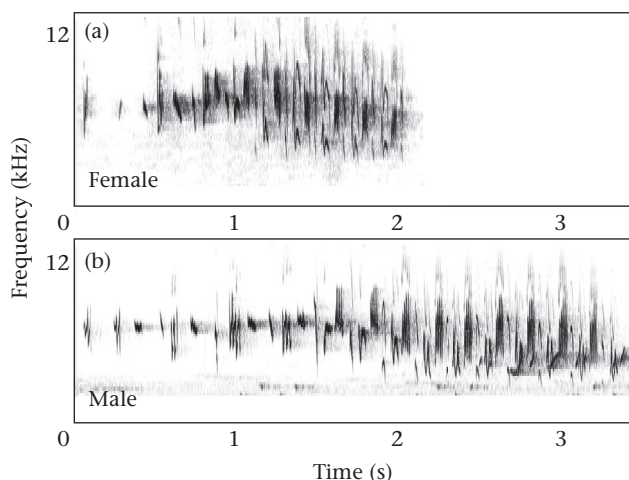 12
(a)
Female
0 1 2 3
Frequency (kHz)
12
(b)
Male
0 1 2 3
Time (s)